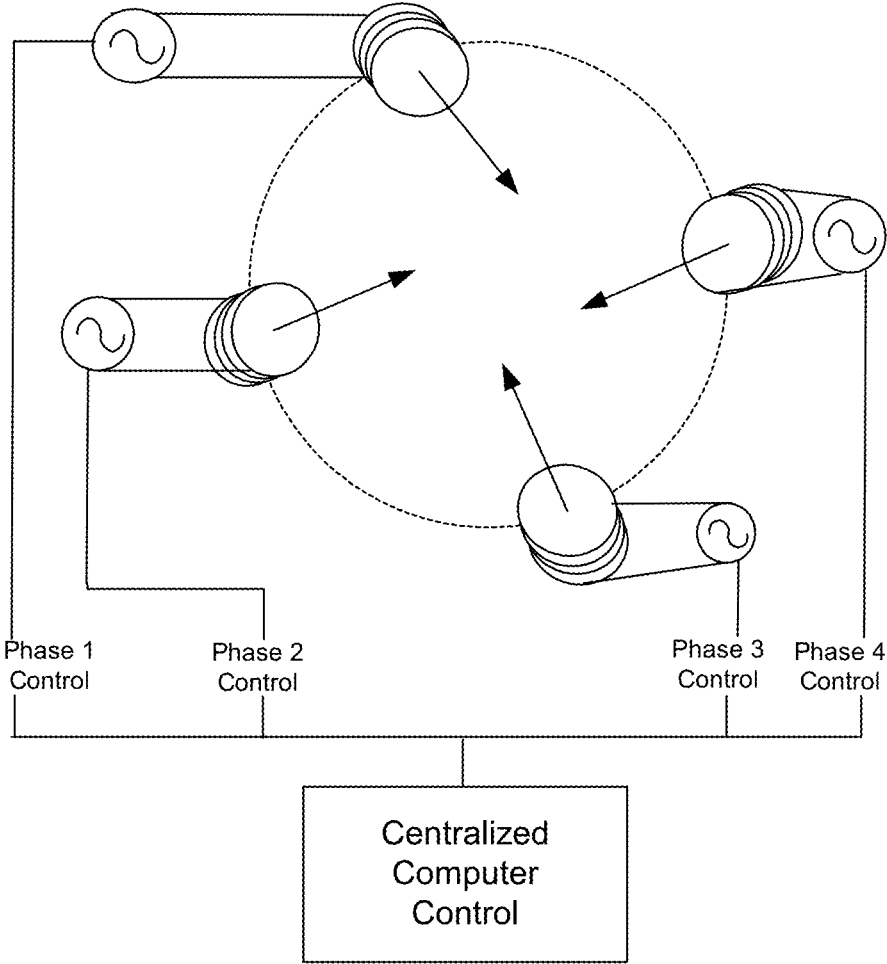 Phase 1
Control
Phase 2
Control
Phase 3
Control
Phase 4
Control
Centralized
Computer
Control